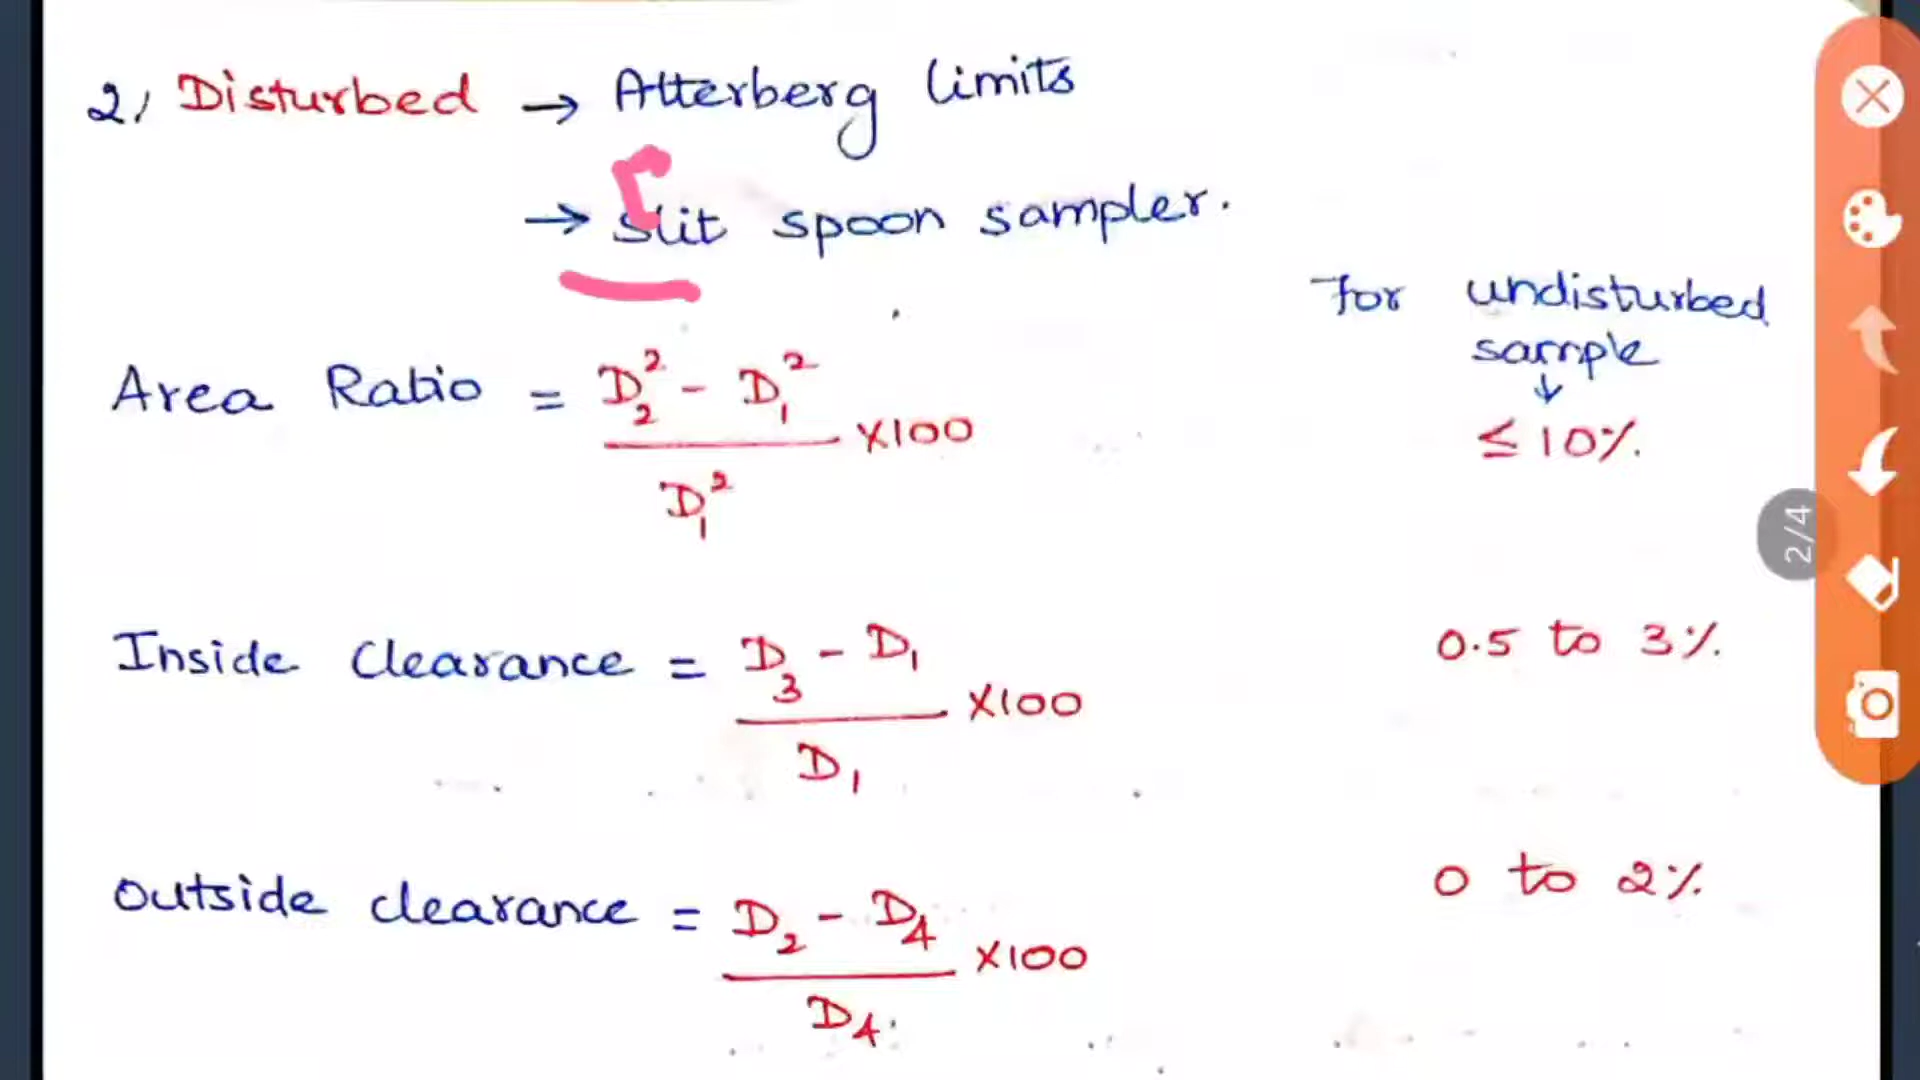 2, Disturbed → Atterberg limits
→ slit spoon sampler.
For undisturbed
sample
↓
Area Ratio = D₂² - D₁² / D₁² ×100
≤ 10%.
Inside Clearance = D₃ - D₁ / D₁ ×100
0.5 to 3%.
Outside clearance = D₂ - D₄ / D₄ ×100
0 to 2%.
2/4